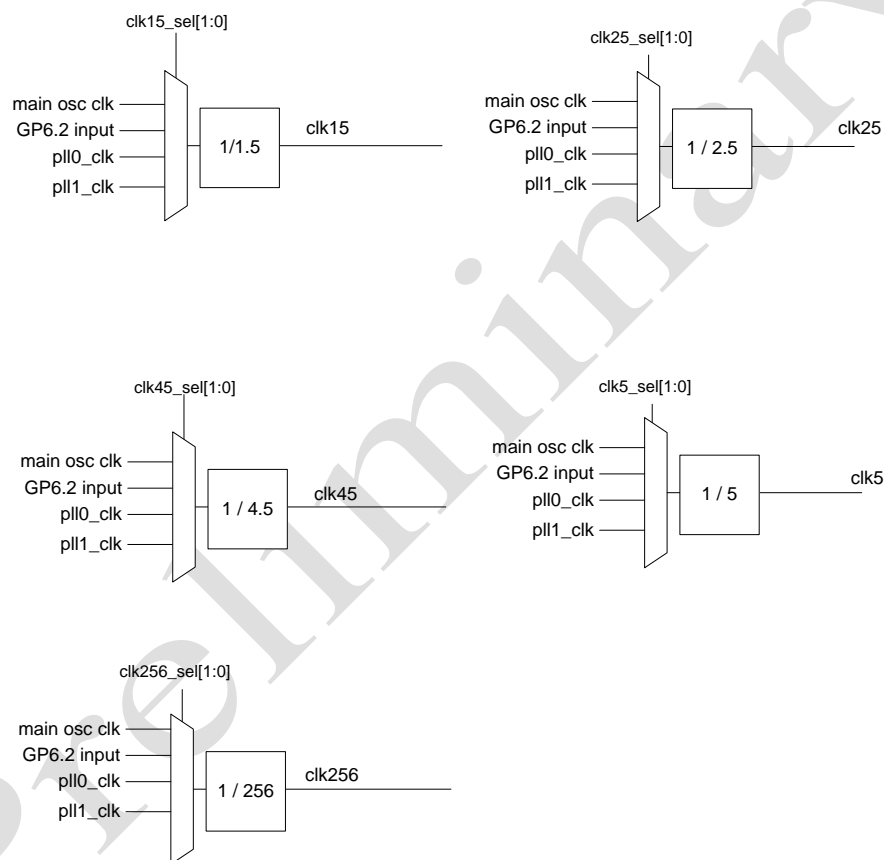 clk15_sel[1:0]
main osc clk
GP6.2 input
pll0_clk
pll1_clk
1/1.5
clk15
clk25_sel[1:0]
main osc clk
GP6.2 input
pll0_clk
pll1_clk
1 / 2.5
clk25
clk45_sel[1:0]
main osc clk
GP6.2 input
pll0_clk
pll1_clk
1 / 4.5
clk45
clk5_sel[1:0]
main osc clk
GP6.2 input
pll0_clk
pll1_clk
1 / 5
clk5
clk256_sel[1:0]
main osc clk
GP6.2 input
pll0_clk
pll1_clk
1 / 256
clk256
Preliminary